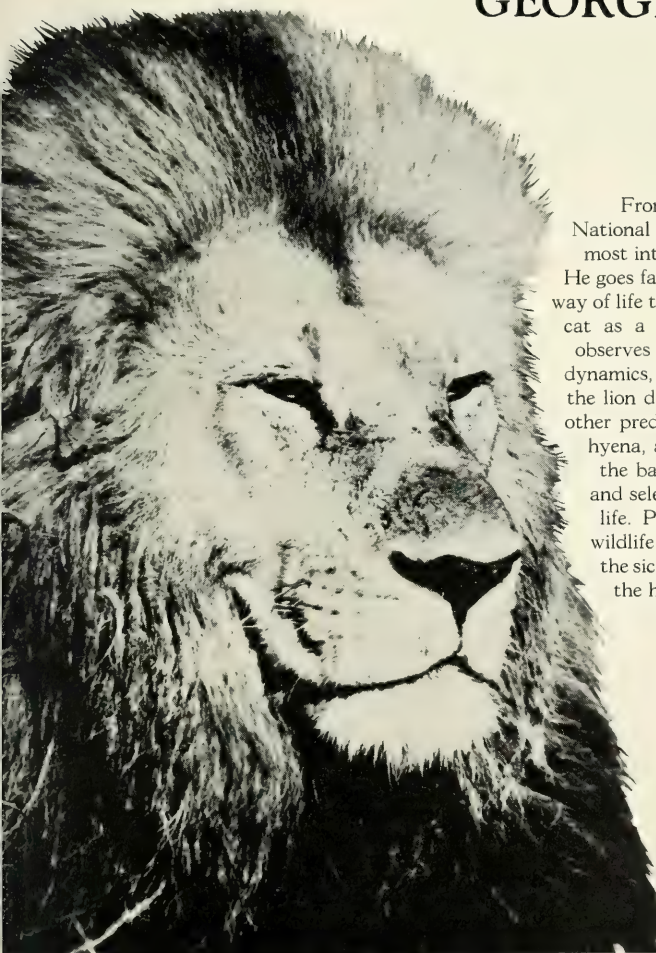 GEORG
From
National
most int
He goes fa
way of life t
cat as a
observes
dynamics,
the lion d
other pred
hyena, a
the ba
and sele
life. P
wildlife
the sic
the h